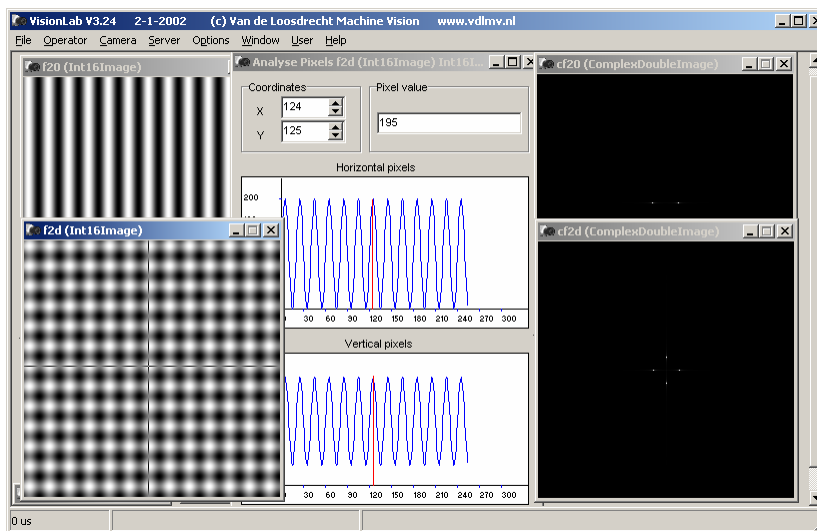 VisionLab V3.24 2-1-2002 (c) Van de Loosdrecht Machine Vision www.vdlmv.nl
File Operator Camera Server Options Window User Help
f20 (Int16Image)
Analyse Pixels f2d (Int16Image) Int16I...
cf20 (ComplexDoubleImage)
Coordinates
Pixel value
X 124
195
Y 125
Horizontal pixels
200
30 60 90 120 150 180 210 240 270 300
f2d (Int16Image)
cf2d (ComplexDoubleImage)
Vertical pixels
30 60 90 120 150 180 210 240 270 300
0 us